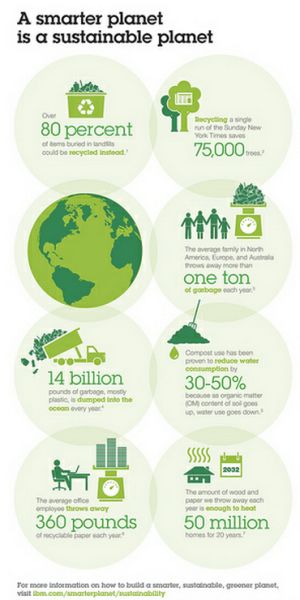 A smarter planet
is a sustainable planet
Over
80 percent
of items buried in landfills
could be recycled instead.¹
Recycling a single
run of the Sunday New
York Times saves
75,000 trees.²
The average family in North
America, Europe, and Australia
throws away more than
one ton
of garbage each year.³
14 billion
pounds of garbage, mostly
plastic, is dumped into the
ocean every year.⁴
Compost use has been
proven to reduce water
consumption by
30-50%
because as organic matter
(OM) content of soil goes
up, water use goes down.⁵
The average office
employee throws away
360 pounds
of recyclable paper each year.⁶
2032
The amount of wood and
paper we throw away each
year is enough to heat
50 million
homes for 20 years.⁷
For more information on how to build a smarter, sustainable, greener planet,
visit ibm.com/smarterplanet/sustainability